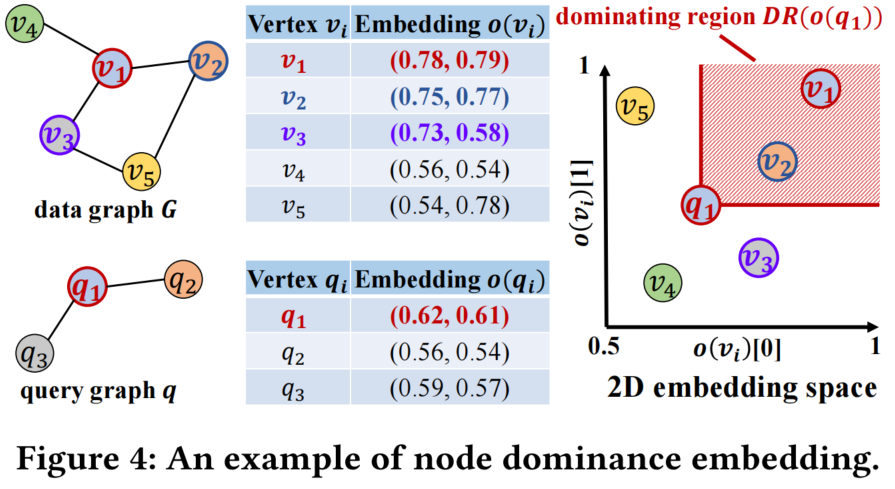 v4
v1
v2
v3
v5
data graph G
q1
q2
q3
query graph q
Vertex vi Embedding o(vi)
v1 (0.78, 0.79)
v2 (0.75, 0.77)
v3 (0.73, 0.58)
v4 (0.56, 0.54)
v5 (0.54, 0.78)
Vertex qi Embedding o(qi)
q1 (0.62, 0.61)
q2 (0.56, 0.54)
q3 (0.59, 0.57)
dominating region DR(o(q1))
1
v5
v1
v2
q1
v3
v4
o(vi)[1]
0.5 o(vi)[0] 1
2D embedding space
Figure 4: An example of node dominance embedding.